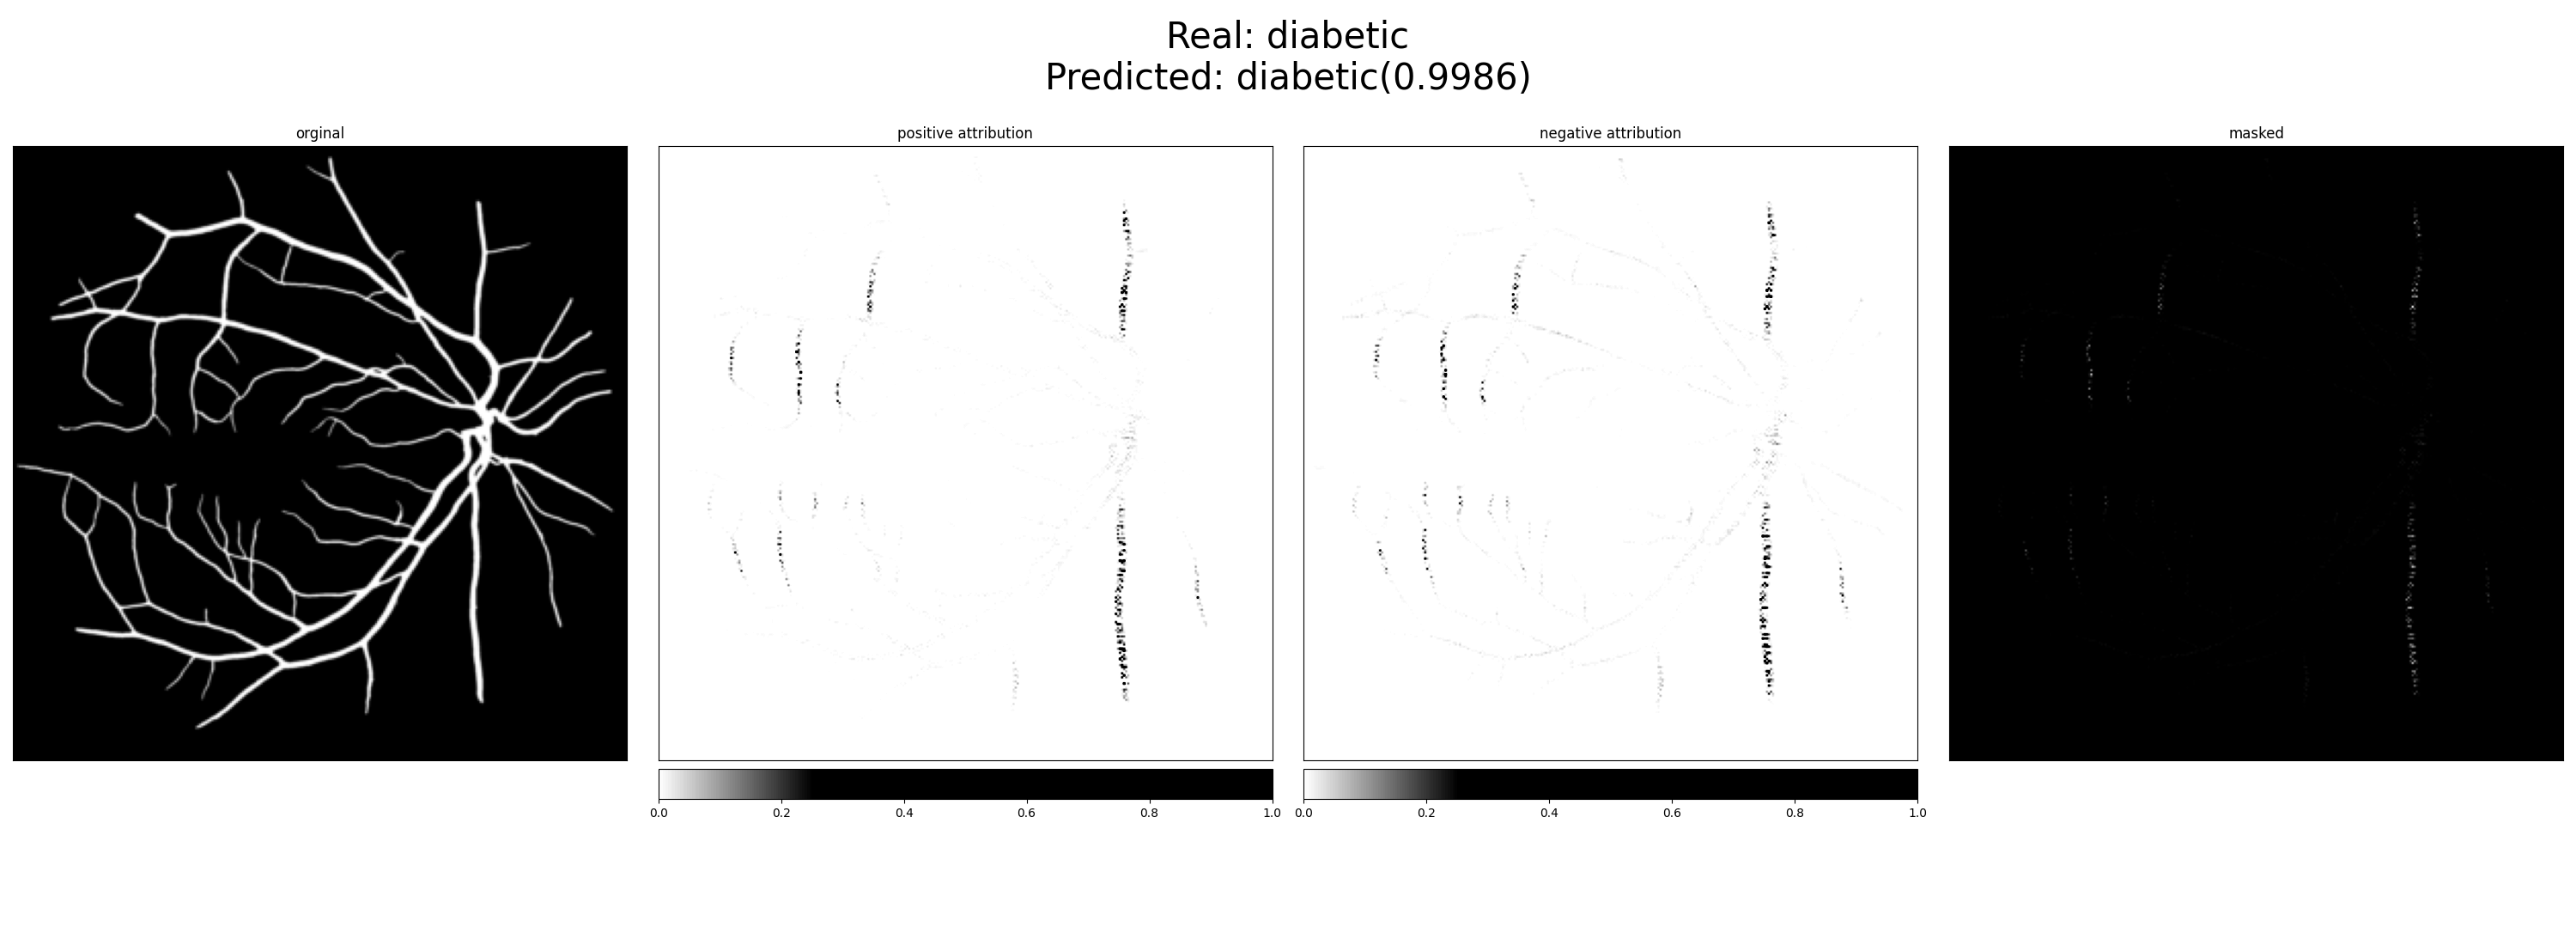 Real: diabetic
Predicted: diabetic(0.9986)
orginal
positive attribution
negative attribution
masked
0.0 0.2 0.4 0.6 0.8 1.0
0.0 0.2 0.4 0.6 0.8 1.0